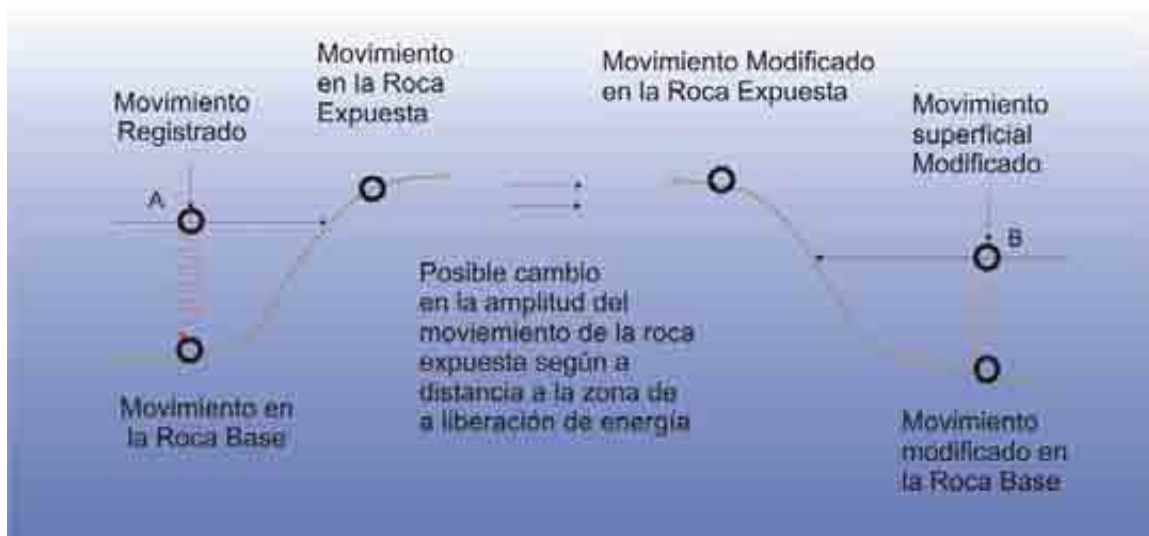 Movimiento
Registrado
A
Movimiento
en la Roca
Expuesta
Movimiento Modificado
en la Roca Expuesta
Movimiento
superficial
Modificado
B
Posible cambio
en la amplitud del
moviemiento de la roca
expuesta según a
distancia a la zona de
a liberación de energía
Movimiento en
la Roca Base
Movimiento
modificado en
la Roca Base